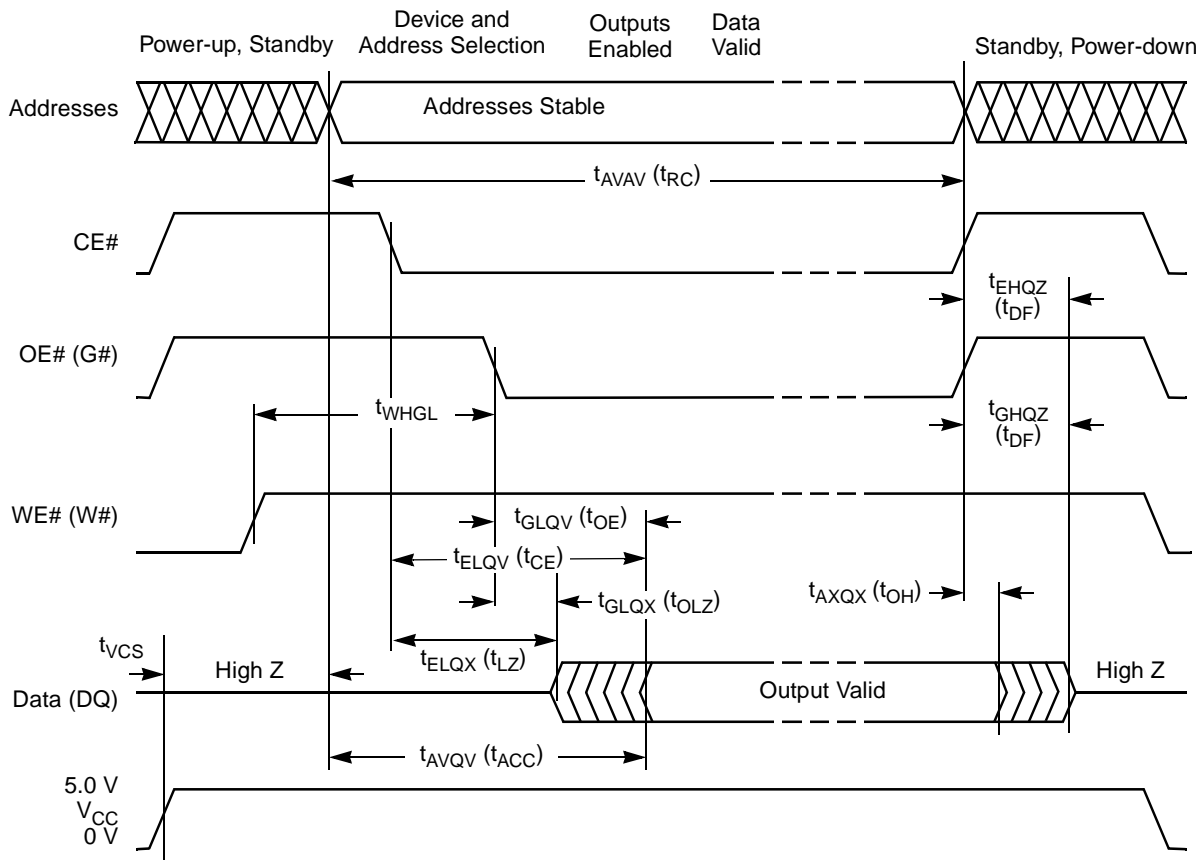 Power-up, Standby
Device and
Address Selection
Outputs
Enabled
Data
Valid
Standby, Power-down
Addresses
Addresses Stable
tAVAV (tRC)
CE#
tEHQZ
(tDF)
OE# (G#)
tWHGL
tGHQZ
(tDF)
WE# (W#)
tGLQV (tOE)
tELQV (tCE)
tGLQX (tOLZ)
tAXQX (tOH)
tVCS
High Z
tELQX (tLZ)
Output Valid
High Z
Data (DQ)
tAVQV (tACC)
5.0 V
VCC
0 V